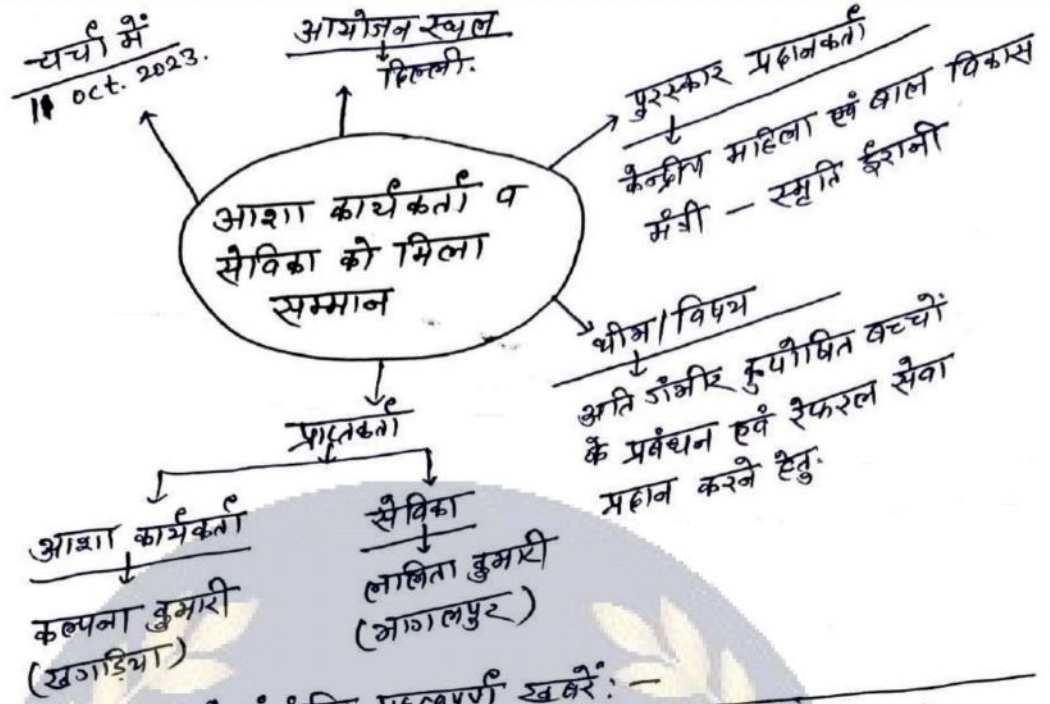 चर्चा में
11 oct. 2023.
आयोजन स्थल
दिल्ली.
पुरस्कार प्रदानकर्ता
केन्द्रीय महिला एवं बाल विकास
मंत्री - स्मृति ईरानी
आशा कार्यकर्ता व
सेविका को मिला
सम्मान
थीम/विषय
अति गंभीर कुपोषित बच्चों
के प्रबंधन एवं रेफरल सेवा
प्रदान करने हेतु.
प्राप्तकर्ता
आशा कार्यकर्ता
कल्पना कुमारी
(खगड़िया)
सेविका
ललिता कुमारी
(भागलपुर)
महत्वपूर्ण खबरें: -